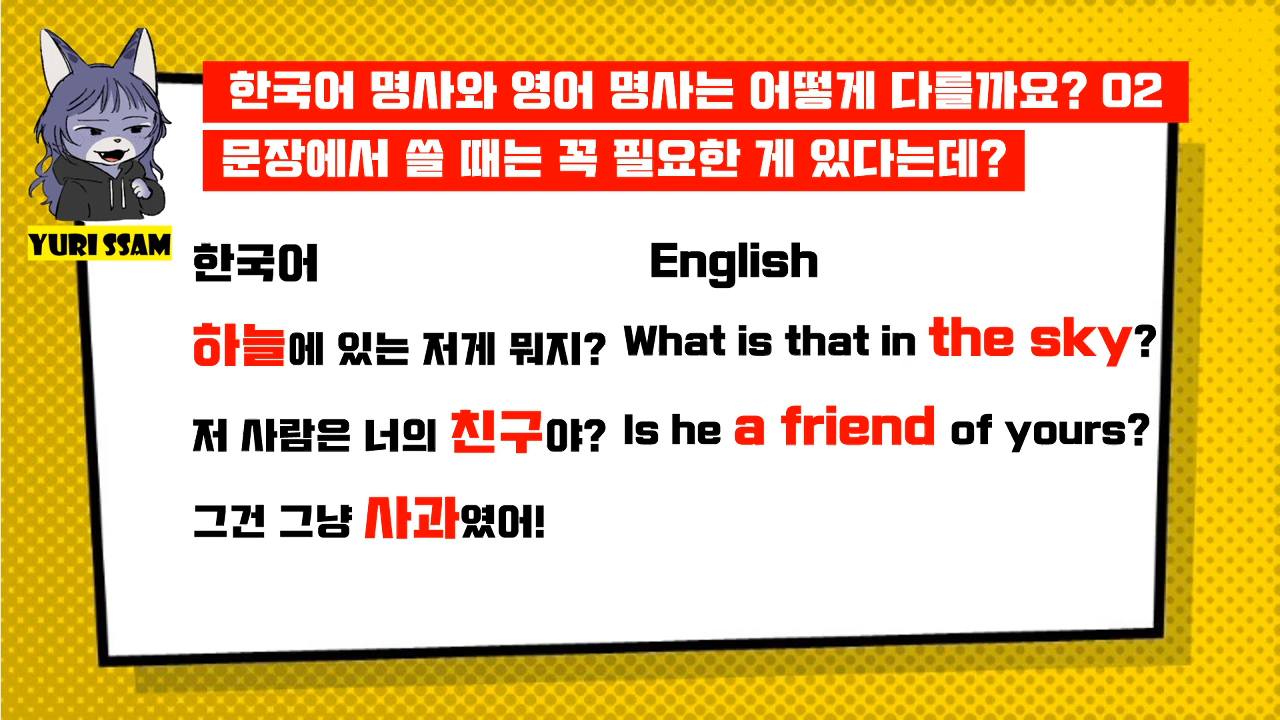 한국어 명사와 영어 명사는 어떻게 다를까요? 02
문장에서 쓸 때는 꼭 필요한 게 있다는데?
YURI SSAM
한국어
English
하늘에 있는 저게 뭐지?
What is that in the sky?
저 사람은 너의 친구야?
Is he a friend of yours?
그건 그냥 사과였어!